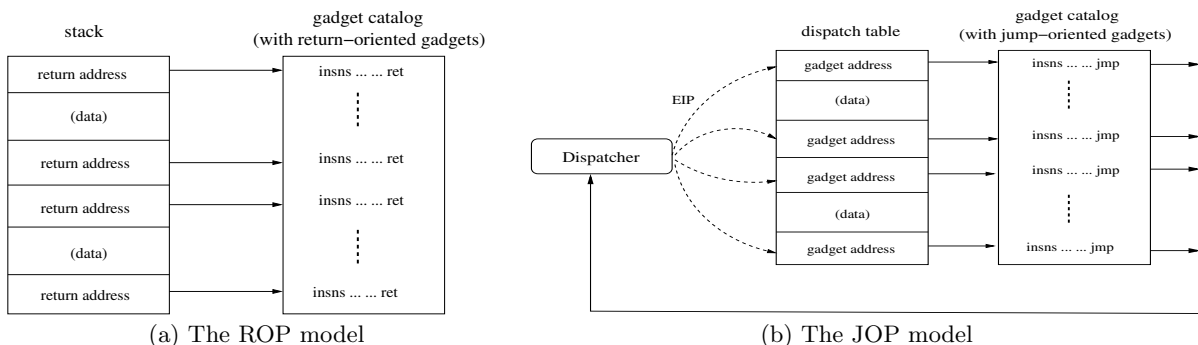 stack
gadget catalog
(with return−oriented gadgets)
return address
(data)
return address
return address
(data)
return address
insns ... ... ret
insns ... ... ret
insns ... ... ret
insns ... ... ret
(a) The ROP model
dispatch table
gadget catalog
(with jump−oriented gadgets)
EIP
Dispatcher
gadget address
(data)
gadget address
gadget address
(data)
gadget address
insns ... ... jmp
insns ... ... jmp
insns ... ... jmp
insns ... ... jmp
(b) The JOP model